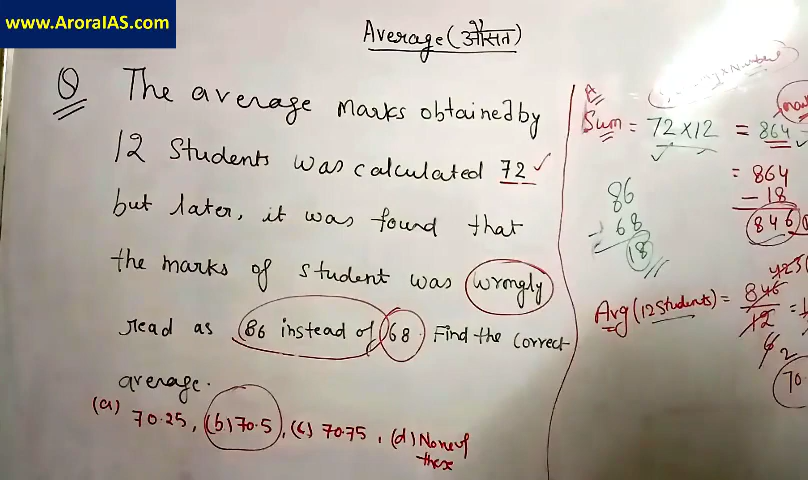 www.AroraIAS.com
Average (औसत)
Q The average marks obtained by
12 Students was calculated 72 ✓
but later, it was found that
the marks of student was wrongly
read as 86 instead of 68. Find the correct
average.
(a) 70.25, (b) 70.5, (c) 70.75, (d) None of
these
A
Sum = 72×12 = 864
= 864
- 18
846
86
- 68
18
Avg (12 Students) = 846
12
423
6
2
70.